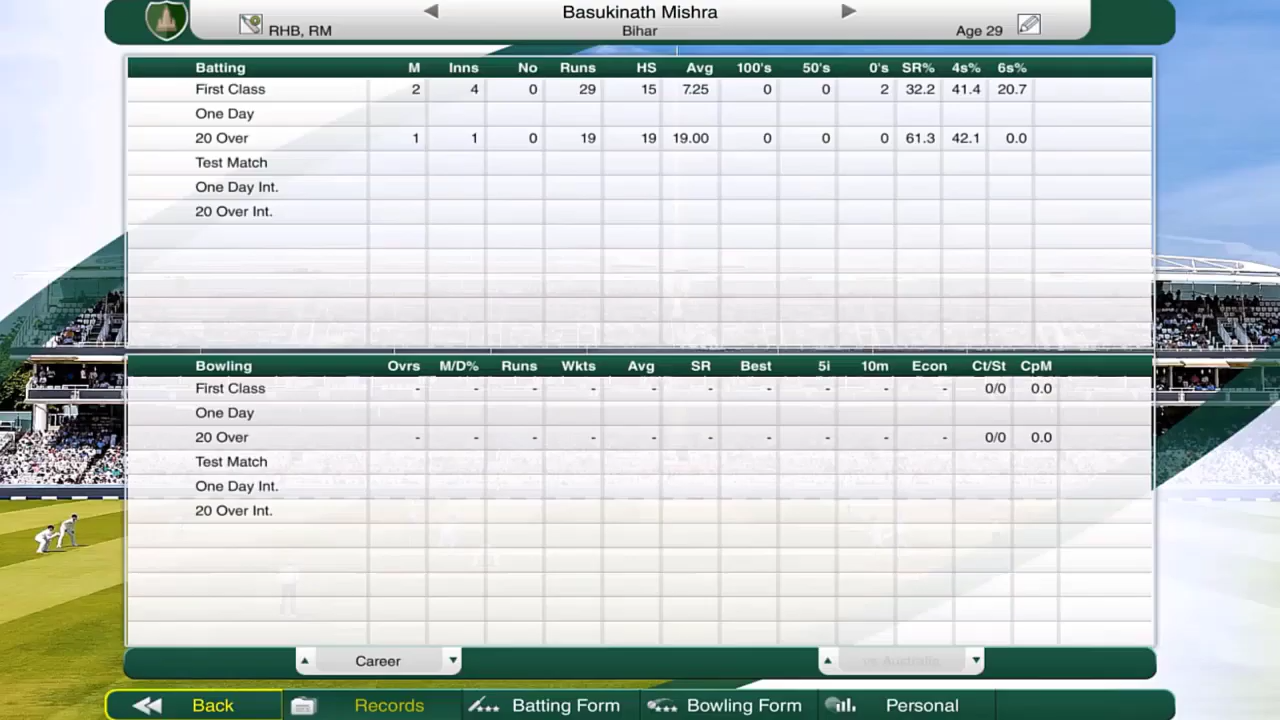 Basukinath Mishra
RHB, RM Bihar Age 29
Batting M Inns No Runs HS Avg 100's 50's 0's SR% 4s% 6s%
First Class 2 4 0 29 15 7.25 0 0 2 32.2 41.4 20.7
One Day
20 Over 1 1 0 19 19 19.00 0 0 0 61.3 42.1 0.0
Test Match
One Day Int.
20 Over Int.
Bowling Ovrs M/D% Runs Wkts Avg SR Best 5i 10m Econ Ct/St CpM
First Class - - - - - - - - - - 0/0 0.0
One Day
20 Over - - - - - - - - - - 0/0 0.0
Test Match
One Day Int.
20 Over Int.
Career vs Australia
Back Records Batting Form Bowling Form Personal